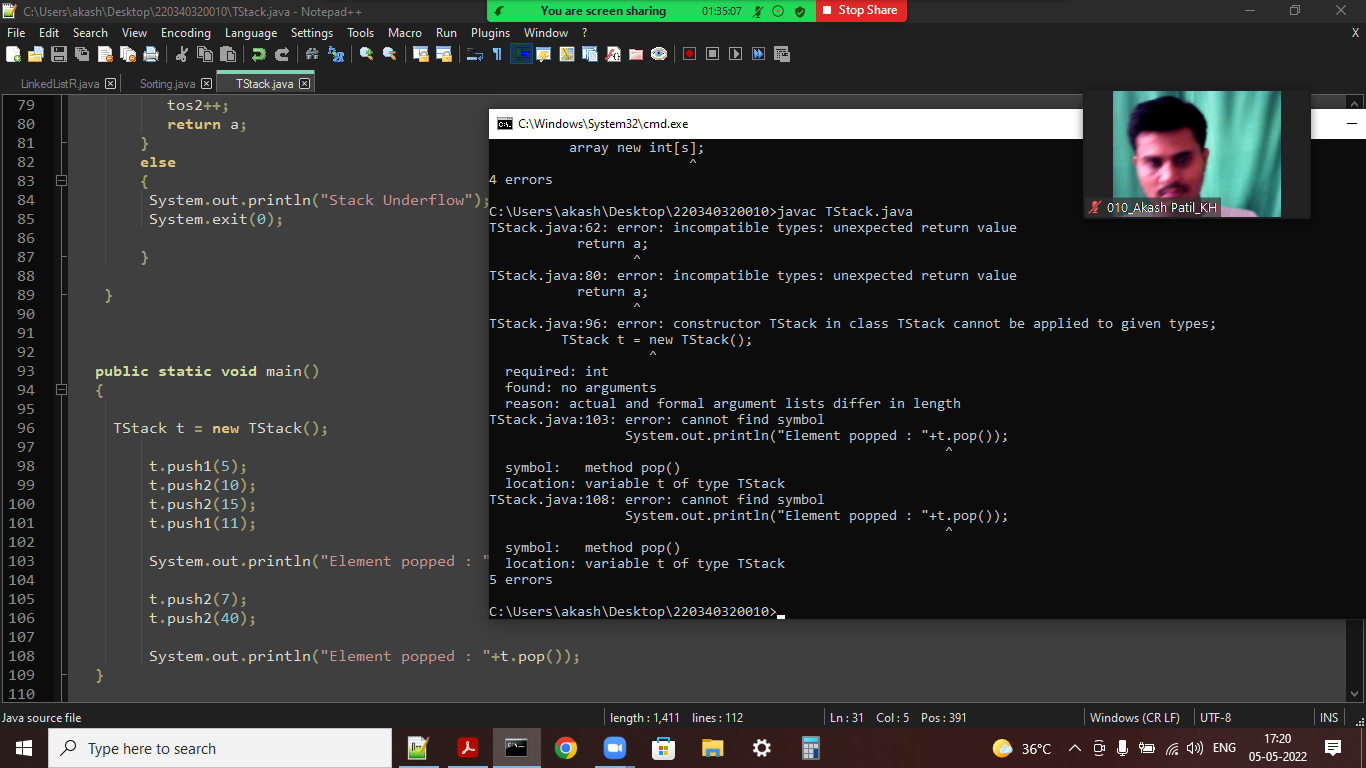 C:\Users\akash\Desktop\220340320010\TStack.java - Notepad++
You are screen sharing
01:35:07
Stop Share
File Edit Search View Encoding Language Settings Tools Macro Run Plugins Window ? X
LinkedListR.java Sorting.java TStack.java
79 tos2++;
80 return a;
81 }
82 else
83 {
84 System.out.println("Stack Underflow");
85 System.exit(0);
86
87 }
88
89 }
90
91
92
93 public static void main()
94 {
95
96 TStack t = new TStack();
97
98 t.push1(5);
99 t.push2(10);
100 t.push2(15);
101 t.push1(11);
102
103 System.out.println("Element popped : "
104
105 t.push2(7);
106 t.push2(40);
107
108 System.out.println("Element popped : "+t.pop());
109 }
110
C:\Windows\System32\cmd.exe
array new int[s];
^
4 errors
C:\Users\akash\Desktop\220340320010>javac TStack.java
TStack.java:62: error: incompatible types: unexpected return value
return a;
^
TStack.java:80: error: incompatible types: unexpected return value
return a;
^
TStack.java:96: error: constructor TStack in class TStack cannot be applied to given types;
TStack t = new TStack();
^
required: int
found: no arguments
reason: actual and formal argument lists differ in length
TStack.java:103: error: cannot find symbol
System.out.println("Element popped : "+t.pop());
^
symbol: method pop()
location: variable t of type TStack
TStack.java:108: error: cannot find symbol
System.out.println("Element popped : "+t.pop());
^
symbol: method pop()
location: variable t of type TStack
5 errors
C:\Users\akash\Desktop\220340320010>
010_Akash Patil_KH
Java source file length : 1,411 lines : 112 Ln : 31 Col : 5 Pos : 391 Windows (CR LF) UTF-8 INS
Type here to search
36°C
ENG
17:20
05-05-2022